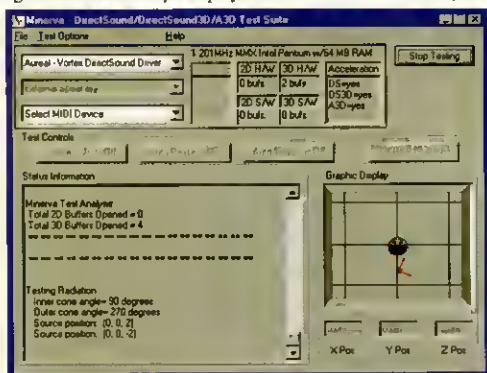 Minerva DirectSound/DirectSound3D/A3D Test Suite
File Test Options Help
1 201MHz MMX Intel Pentium w/64 MB RAM
Stop Testing
Aureal - Vortex DirectSound Driver
2D H/W 3D H/W Acceleration
0 bufs 2 bufs DS=yes
DS3D=yes
2D S/W 3D S/W A3D=yes
0 bufs 0 bufs
Select MIDI Device
Test Controls
Status Information
Graphic Display
Minerva Test Analyser
Total 2D Buffers Opened = 0
Total 3D Buffers Opened = 4
Testing Radiation
Inner cone angle= 90 degrees
Outer cone angle= 270 degrees
Source position: (0, 0, 2)
Source position: (0, 0, -2)
X Pos Y Pos Z Pos